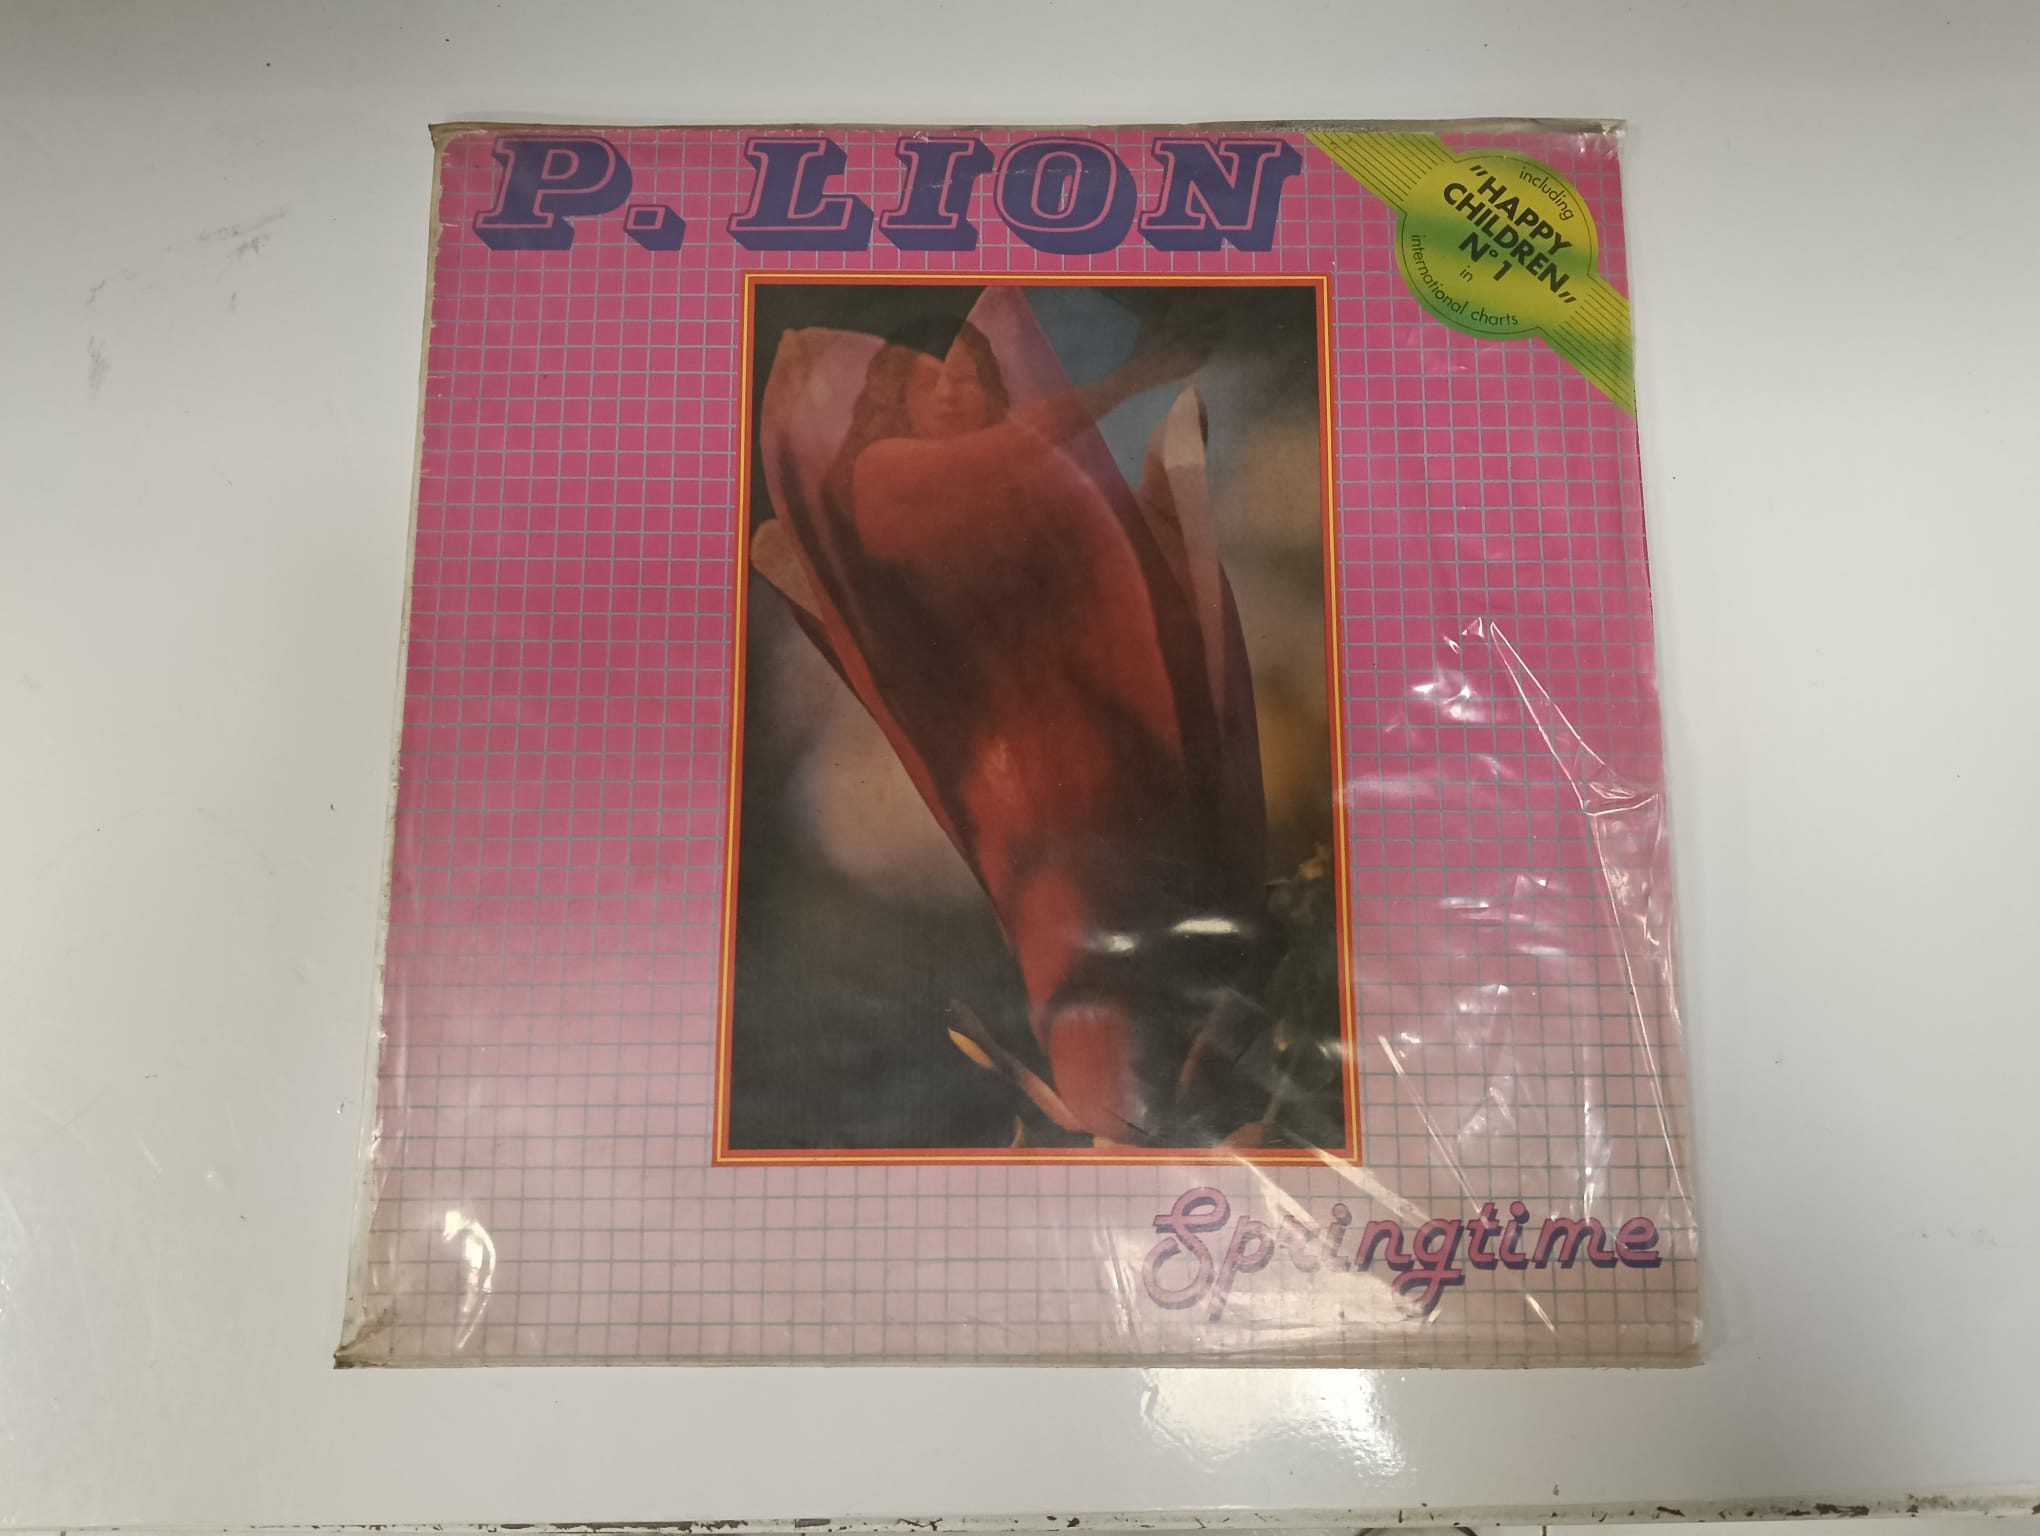 P. LION
including
"HAPPY
CHILDREN"
N° 1
in
international charts
Springtime